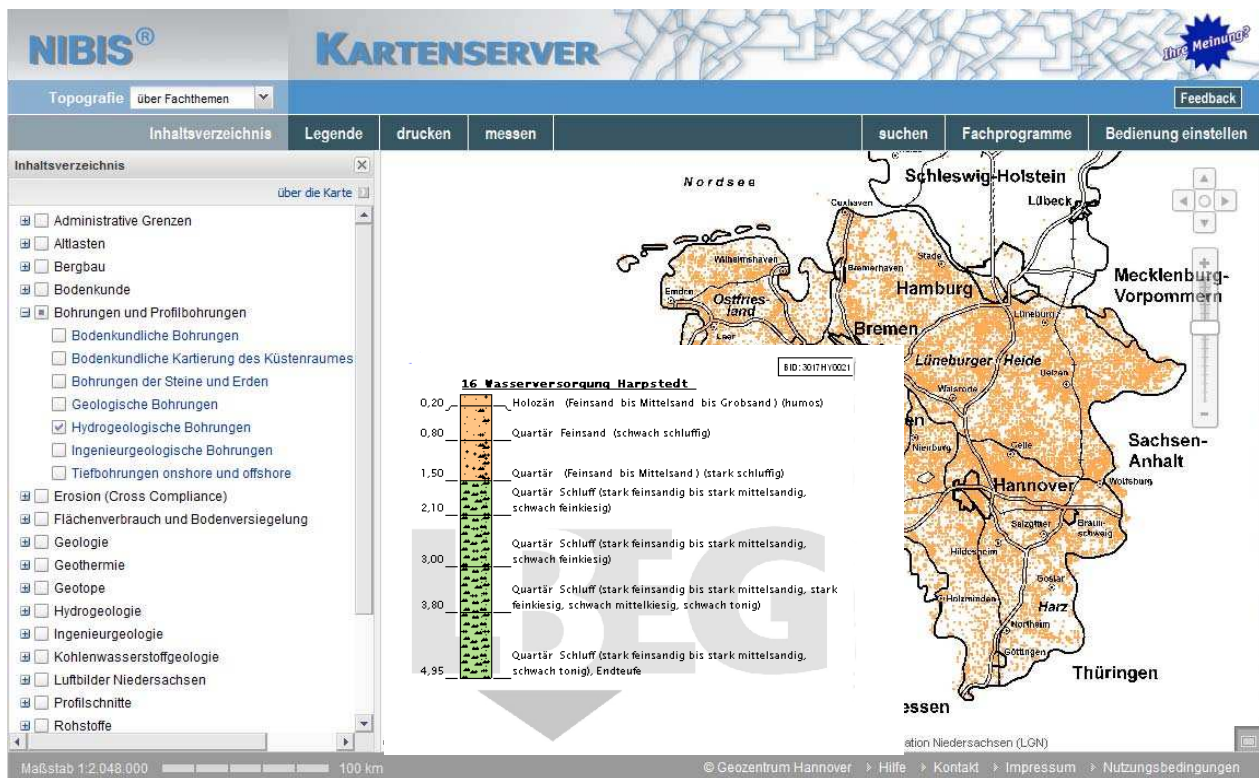 NIBIS®
KARTENSERVER
Ihre Meinung?
Topografie über Fachthemen
Feedback
Inhaltsverzeichnis
Legende
drucken
messen
suchen
Fachprogramme
Bedienung einstellen
Inhaltsverzeichnis
über die Karte
Administrative Grenzen
Altlasten
Bergbau
Bodenkunde
Bohrungen und Profilbohrungen
Bodenkundliche Bohrungen
Bodenkundliche Kartierung des Küstenraumes
Bohrungen der Steine und Erden
Geologische Bohrungen
Hydrogeologische Bohrungen
Ingenieurgeologische Bohrungen
Tiefbohrungen onshore und offshore
Erosion (Cross Compliance)
Flächenverbrauch und Bodenversiegelung
Geologie
Geothermie
Geotope
Hydrogeologie
Ingenieurgeologie
Kohlenwasserstoffgeologie
Luftbilder Niedersachsen
Profilschnitte
Rohstoffe
Nordsee
Schleswig-Holstein
Lübeck
Cuxhaven
Wilhelmshaven
Bremerhaven
Stade
Mecklenburg-
Vorpommern
Emden
Ostfries-
land
Hamburg
Lüneburg
Leer
Bremen
Lüneburger Heide
Uelzen
Walsrode
Nienburg
Celle
Sachsen-
Anhalt
Hannover
Wolfsburg
Salzgitter
Braun-
schweig
Hildesheim
Goslar
Holzminden
Harz
Northeim
Göttingen
Thüringen
essen
BID: 3017HY0021
16 Wasserversorgung Harpstedt
0,20 Holozän (Feinsand bis Mittelsand bis Grobsand) (humos)
0,80 Quartär Feinsand (schwach schluffig)
1,50 Quartär (Feinsand bis Mittelsand) (stark schluffig)
Quartär Schluff (stark feinsandig bis stark mittelsandig,
2,10 schwach feinkiesig)
Quartär Schluff (stark feinsandig bis stark mittelsandig,
3,00 schwach feinkiesig)
Quartär Schluff (stark feinsandig bis stark mittelsandig, stark
3,80 feinkiesig, schwach mittelkiesig, schwach tonig)
Quartär Schluff (stark feinsandig bis stark mittelsandig,
4,95 schwach tonig), Endteufe
LBEG
ation Niedersachsen (LGN)
Maßstab 1:2.048.000
100 km
© Geozentrum Hannover
Hilfe
Kontakt
Impressum
Nutzungsbedingungen